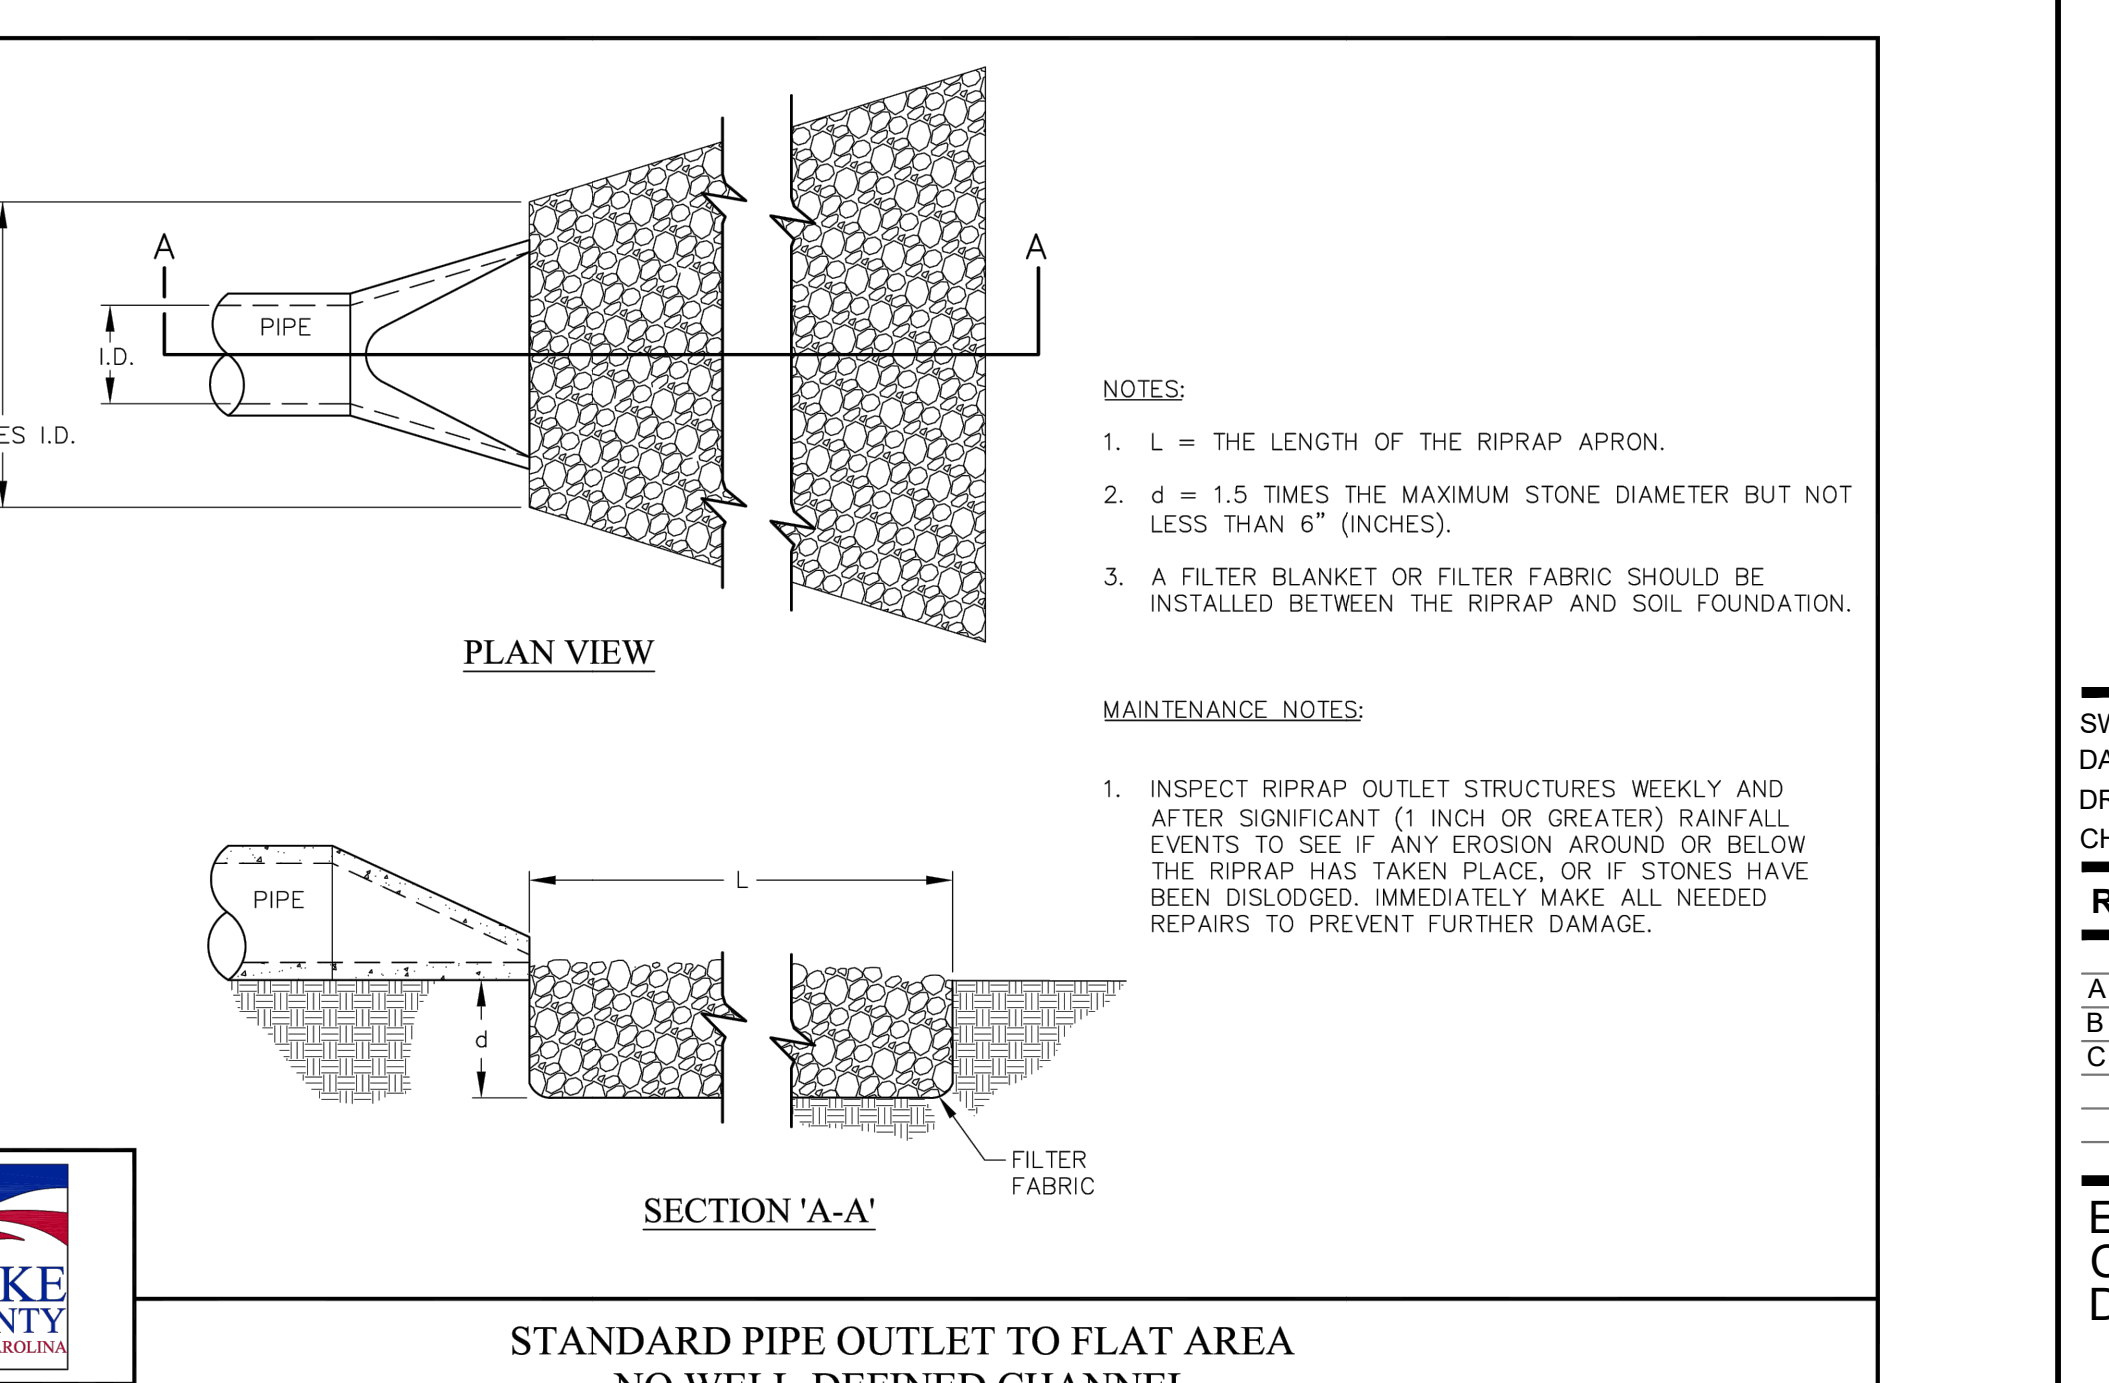 A
A
PIPE
I.D.
I.D.
PLAN VIEW
NOTES:
1. L = THE LENGTH OF THE RIPRAP APRON.
2. d = 1.5 TIMES THE MAXIMUM STONE DIAMETER BUT NOT
LESS THAN 6” (INCHES).
3. A FILTER BLANKET OR FILTER FABRIC SHOULD BE
INSTALLED BETWEEN THE RIPRAP AND SOIL FOUNDATION.
MAINTENANCE NOTES:
1. INSPECT RIPRAP OUTLET STRUCTURES WEEKLY AND
AFTER SIGNIFICANT (1 INCH OR GREATER) RAINFALL
EVENTS TO SEE IF ANY EROSION AROUND OR BELOW
THE RIPRAP HAS TAKEN PLACE, OR IF STONES HAVE
BEEN DISLODGED. IMMEDIATELY MAKE ALL NEEDED
REPAIRS TO PREVENT FURTHER DAMAGE.
PIPE
L
d
FILTER
FABRIC
SECTION 'A-A'
STANDARD PIPE OUTLET TO FLAT AREA
NO WELL-DEFINED CHANNEL
A
B
C